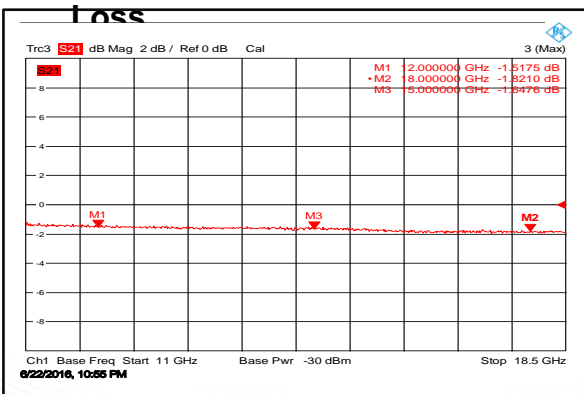 Loss
Trc3 S21 dB Mag 2 dB / Ref 0 dB Cal 3 (Max)
S21
M1 12.000000 GHz -1.5175 dB
•M2 18.000000 GHz -1.8210 dB
M3 15.000000 GHz -1.6476 dB
8
6
4
2
0
M1
M3
M2
-2
-4
-6
-8
Ch1 Base Freq Start 11 GHz Base Pwr -30 dBm Stop 18.5 GHz
6/22/2016, 10:55 PM